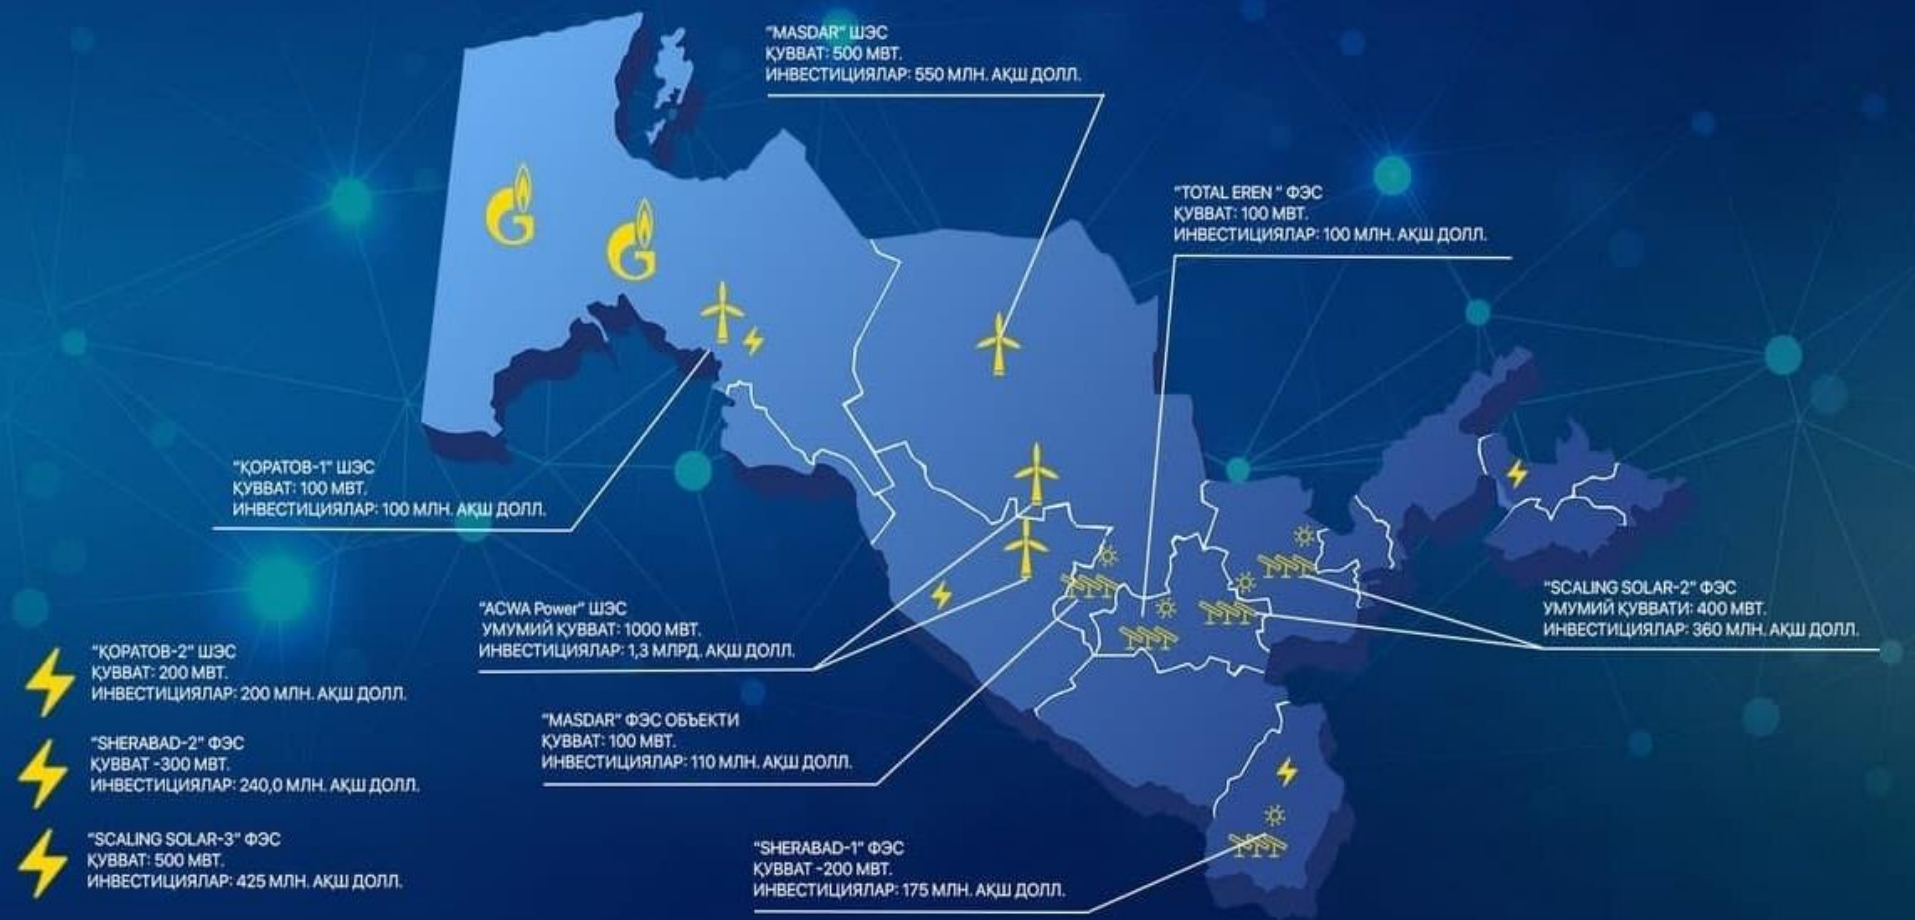 "MASDAR" ШЭС
ҚУВВАТ: 500 МВТ.
ИНВЕСТИЦИЯЛАР: 550 МЛН. АҚШ ДОЛЛ.
"TOTAL EREN " ФЭС
ҚУВВАТ: 100 МВТ.
ИНВЕСТИЦИЯЛАР: 100 МЛН. АҚШ ДОЛЛ.
"ҚОРАТОВ-1" ШЭС
ҚУВВАТ: 100 МВТ.
ИНВЕСТИЦИЯЛАР: 100 МЛН. АҚШ ДОЛЛ.
"ACWA Power" ШЭС
УМУМИЙ ҚУВВАТ: 1000 МВТ.
ИНВЕСТИЦИЯЛАР: 1,3 МЛРД. АҚШ ДОЛЛ.
"SCALING SOLAR-2" ФЭС
УМУМИЙ ҚУВВАТИ: 400 МВТ.
ИНВЕСТИЦИЯЛАР: 360 МЛН. АҚШ ДОЛЛ.
"ҚОРАТОВ-2" ШЭС
ҚУВВАТ: 200 МВТ.
ИНВЕСТИЦИЯЛАР: 200 МЛН. АҚШ ДОЛЛ.
"MASDAR" ФЭС ОБЪЕКТИ
ҚУВВАТ: 100 МВТ.
ИНВЕСТИЦИЯЛАР: 110 МЛН. АҚШ ДОЛЛ.
"SHERABAD-2" ФЭС
ҚУВВАТ -300 МВТ.
ИНВЕСТИЦИЯЛАР: 240,0 МЛН. АҚШ ДОЛЛ.
"SCALING SOLAR-3" ФЭС
ҚУВВАТ: 500 МВТ.
ИНВЕСТИЦИЯЛАР: 425 МЛН. АҚШ ДОЛЛ.
"SHERABAD-1" ФЭС
ҚУВВАТ -200 МВТ.
ИНВЕСТИЦИЯЛАР: 175 МЛН. АҚШ ДОЛЛ.